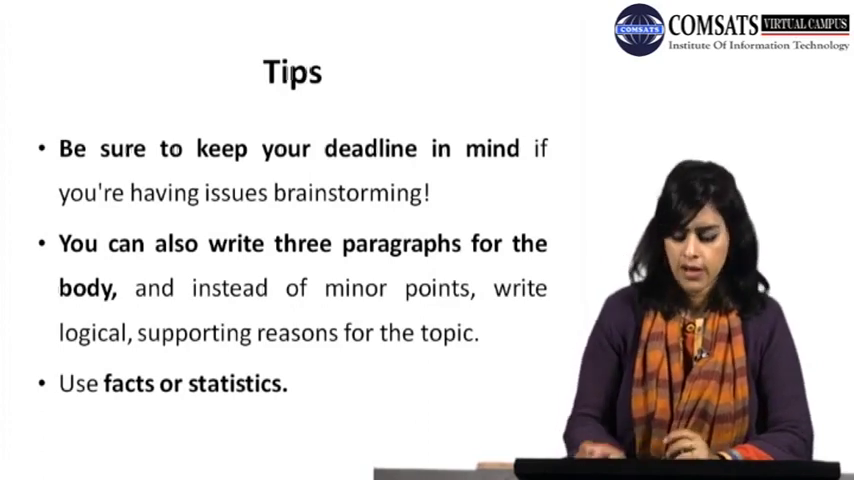 COMSATS VIRTUAL CAMPUS
COMSATS
Institute Of Information Technology
Tips
• Be sure to keep your deadline in mind if
you're having issues brainstorming!
• You can also write three paragraphs for the
body, and instead of minor points, write
logical, supporting reasons for the topic.
• Use facts or statistics.